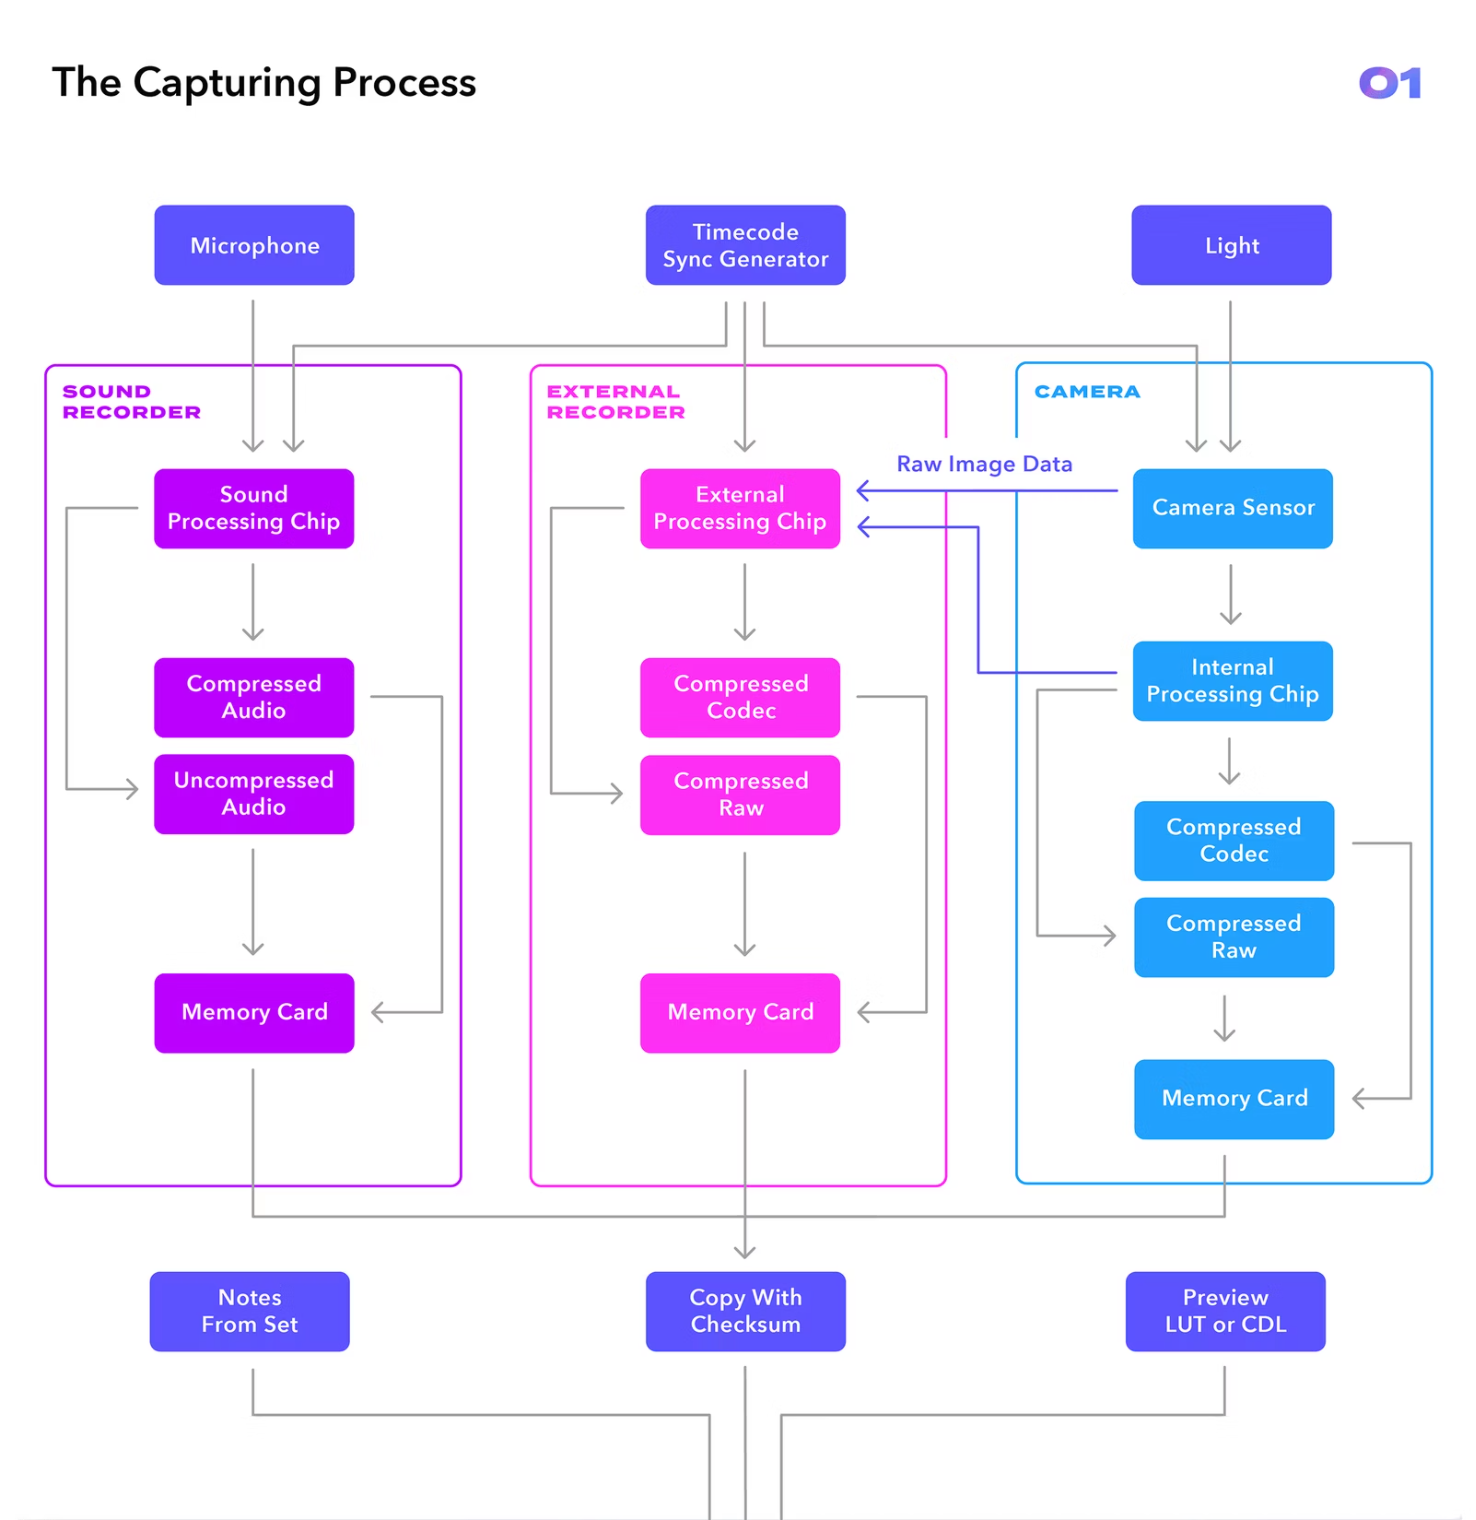 The Capturing Process
01
Microphone
Timecode
Sync Generator
Light
SOUND
RECORDER
EXTERNAL
RECORDER
CAMERA
Raw Image Data
Sound
Processing Chip
External
Processing Chip
Camera Sensor
Internal
Processing Chip
Compressed
Audio
Compressed
Codec
Uncompressed
Audio
Compressed
Raw
Compressed
Codec
Compressed
Raw
Memory Card
Memory Card
Memory Card
Notes
From Set
Copy With
Checksum
Preview
LUT or CDL